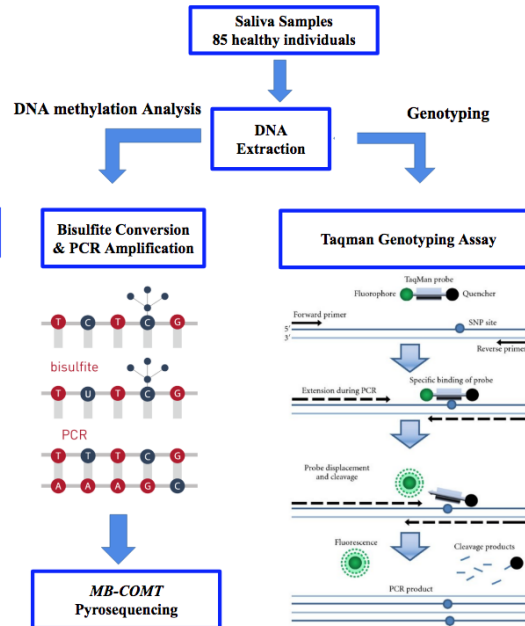 Saliva Samples
85 healthy individuals
DNA methylation Analysis
Genotyping
DNA
Extraction
Bisulfite Conversion
& PCR Amplification
T C T C G
bisulfite
T U T C G
PCR
T T T C G
A A A G C
MB-COMT
Pyrosequencing
Taqman Genotyping Assay
TaqMan probe
Fluorophore
Quencher
Forward primer
SNP site
5'
3'
Reverse primer
Extension during PCR
Specific binding of probe
Probe displacement
and cleavage
Fluorescence
Cleavage products
PCR product